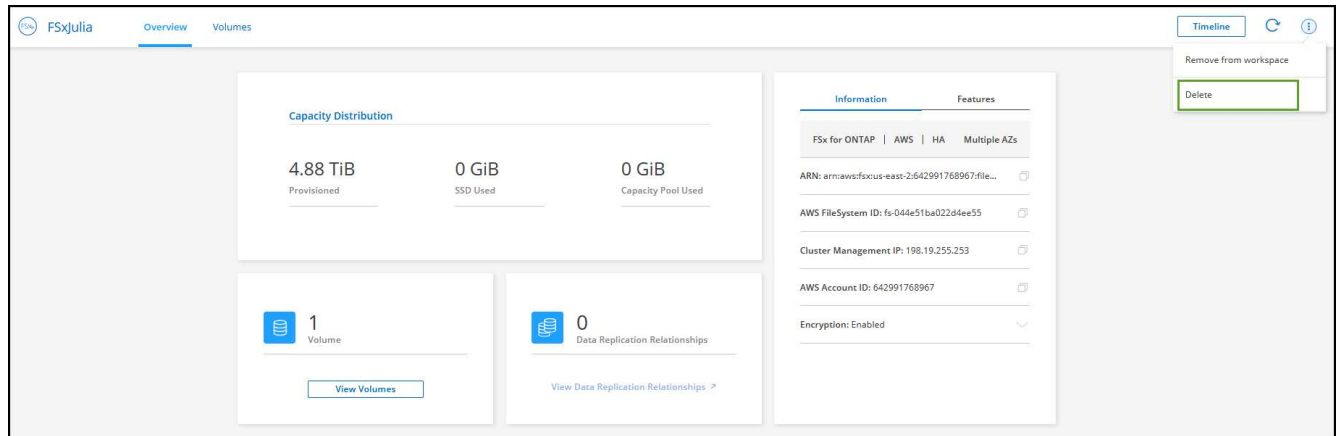 FSxN FSxJulia Overview Volumes Timeline
Remove from workspace
Delete
Capacity Distribution
4.88 TiB 0 GiB 0 GiB
Provisioned SSD Used Capacity Pool Used
Information Features
FSx for ONTAP | AWS | HA Multiple AZs
ARN: arn:aws:fsx:us-east-2:642991768967:file...
AWS FileSystem ID: fs-044e51ba022d4ee55
Cluster Management IP: 198.19.255.253
AWS Account ID: 642991768967
Encryption: Enabled
1
Volume
View Volumes
0
Data Replication Relationships
View Data Replication Relationships